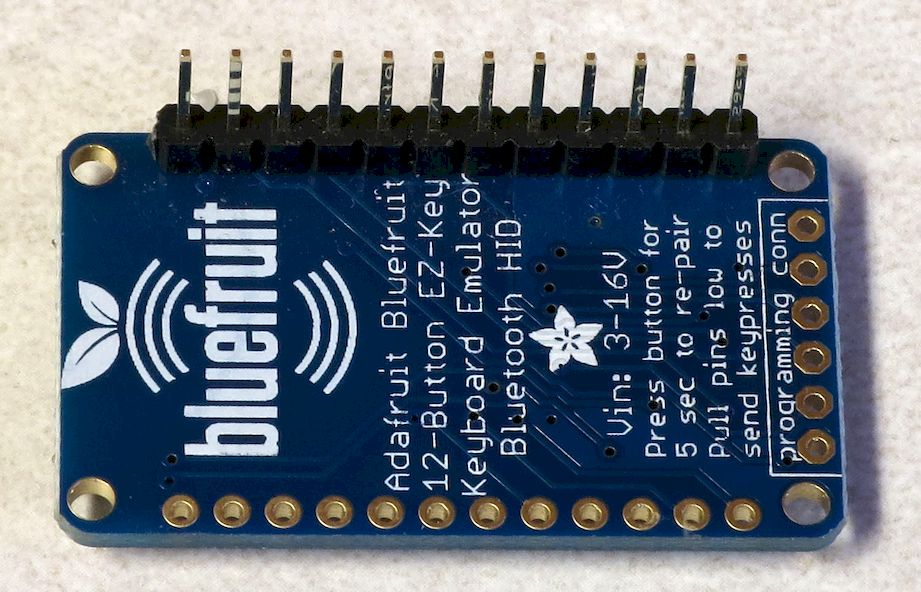 bluefruit
Adafruit Bluefruit
12-Button EZ-Key
Keyboard Emulator
Bluetooth HID
Vin: 3-16V
Press button for
5 sec to re-pair
Pull pins low to
send keypresses
programming conn